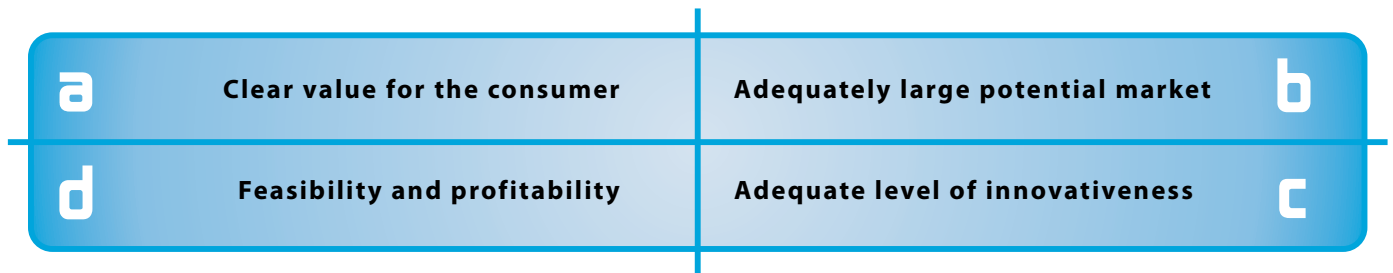 a Clear value for the consumer
Adequately large potential market b
d Feasibility and profitability
Adequate level of innovativeness c